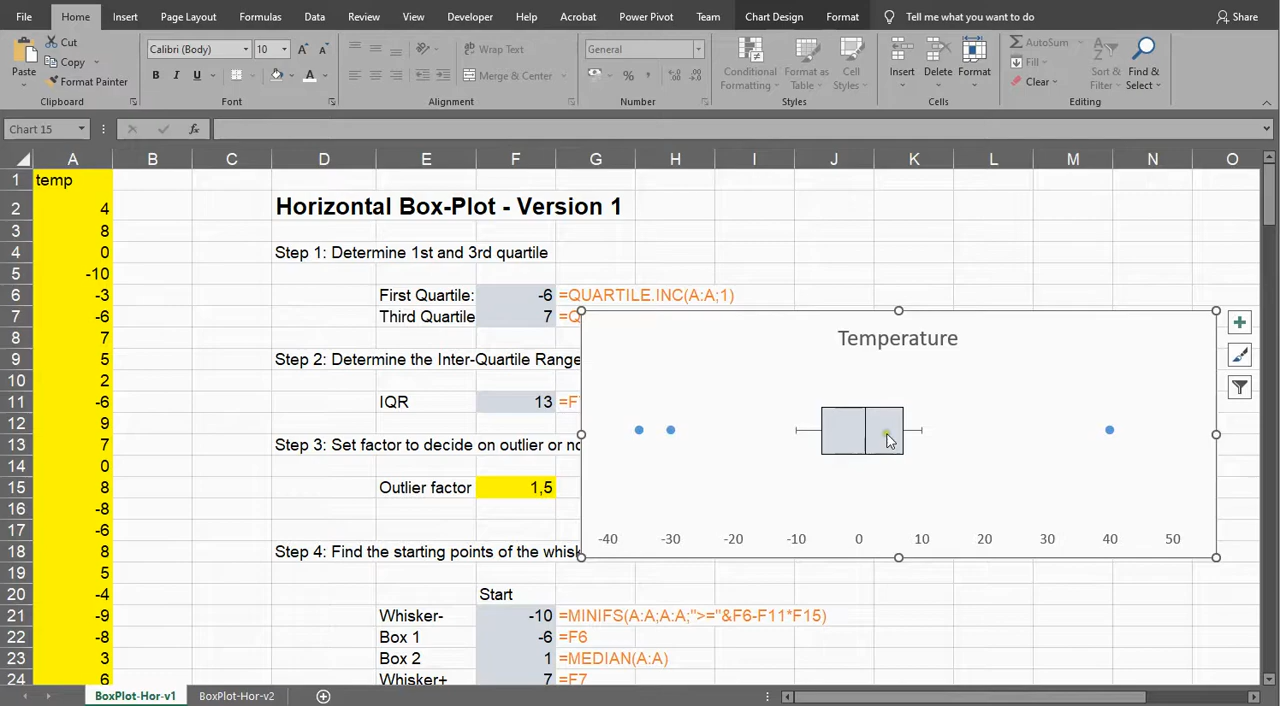 File Home Insert Page Layout Formulas Data Review View Developer Help Acrobat Power Pivot Team Chart Design Format Tell me what you want to do Share
Paste Cut Copy Format Painter Clipboard
Calibri (Body) 10 A A B I U A Font
Wrap Text Merge & Center Alignment
General % Number
Conditional Formatting Format as Table Cell Styles Styles
Insert Delete Format Cells
AutoSum Fill Clear Sort & Filter Find & Select Editing
Chart 15 fx
A B C D E F G H I J K L M N O
1 temp
2 4 Horizontal Box-Plot - Version 1
3 8
4 0 Step 1: Determine 1st and 3rd quartile
5 -10
6 -3 First Quartile: -6 =QUARTILE.INC(A:A;1)
7 -6 Third Quartile 7 =Q
8 7
9 5 Step 2: Determine the Inter-Quartile Range
10 2
11 -6 IQR 13 =F
12 9
13 7 Step 3: Set factor to decide on outlier or no
14 0
15 8 Outlier factor 1,5
16 -8
17 -6
18 8 Step 4: Find the starting points of the whisk
19 5
20 -4 Start
21 -9 Whisker- -10 =MINIFS(A:A;A:A;">="&F6-F11*F15)
22 -8 Box 1 -6 =F6
23 3 Box 2 1 =MEDIAN(A:A)
24 6 Whisker+ 7 =F7
Temperature
-40 -30 -20 -10 0 10 20 30 40 50
BoxPlot-Hor-v1 BoxPlot-Hor-v2